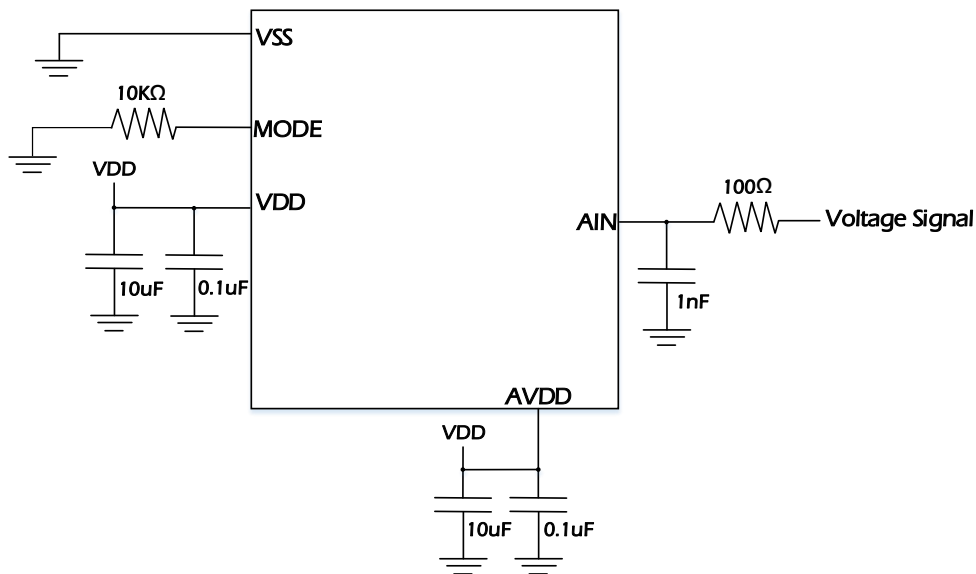 VSS
10KΩ
MODE
VDD
VDD
10uF
0.1uF
AIN
100Ω
Voltage Signal
1nF
AVDD
VDD
10uF
0.1uF